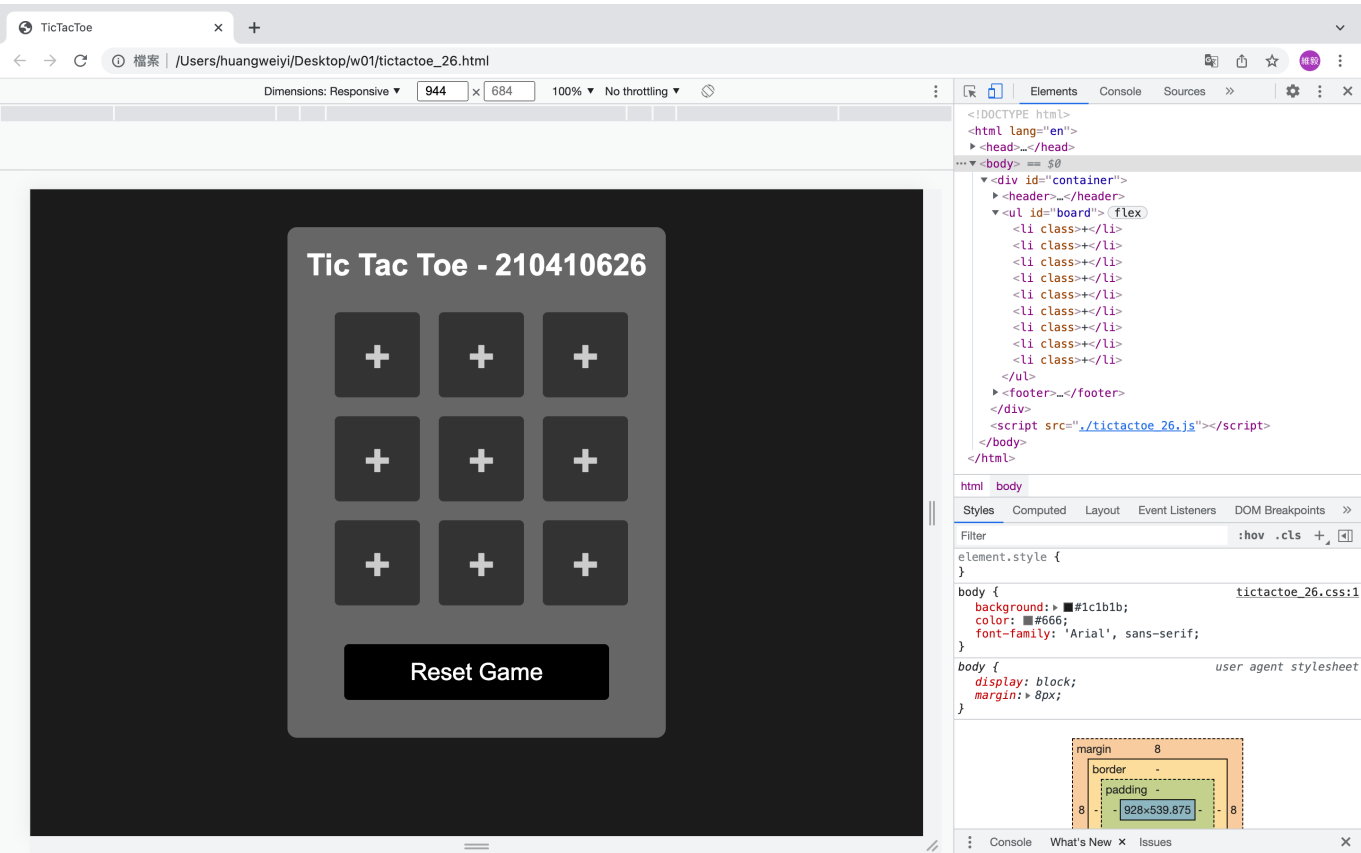 TicTacToe
檔案 | /Users/huangweiyi/Desktop/w01/tictactoe_26.html
維毅
Dimensions: Responsive ▼ 944 × 684 100% ▼ No throttling ▼
Tic Tac Toe - 210410626
+ + +
+ + +
+ + +
Reset Game
Elements Console Sources »
<!DOCTYPE html>
<html lang="en">
▶<head>…</head>
…▼<body> == $0
▼<div id="container">
▶<header>…</header>
▼<ul id="board"> flex
<li class>+</li>
<li class>+</li>
<li class>+</li>
<li class>+</li>
<li class>+</li>
<li class>+</li>
<li class>+</li>
<li class>+</li>
<li class>+</li>
</ul>
▶<footer>…</footer>
</div>
<script src="./tictactoe_26.js"></script>
</body>
</html>
html body
Styles Computed Layout Event Listeners DOM Breakpoints »
Filter :hov .cls +
element.style {
}
body { tictactoe_26.css:1
background: ▶ #1c1b1b;
color: #666;
font-family: 'Arial', sans-serif;
}
body { user agent stylesheet
display: block;
margin: ▶ 8px;
}
margin 8
border -
padding -
8 - - 928×539.875 - - 8
Console What's New × Issues